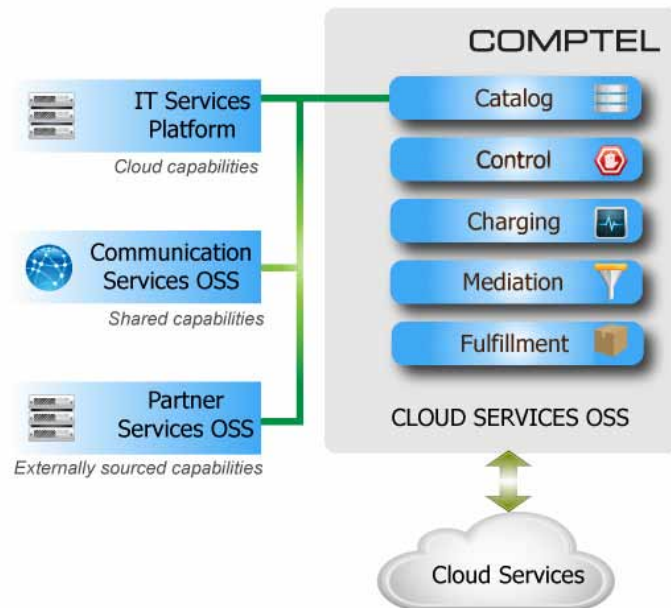 COMPTEL
IT Services
Platform
Cloud capabilities
Communication
Services OSS
Shared capabilities
Partner
Services OSS
Externally sourced capabilities
Catalog
Control
Charging
Mediation
Fulfillment
CLOUD SERVICES OSS
Cloud Services